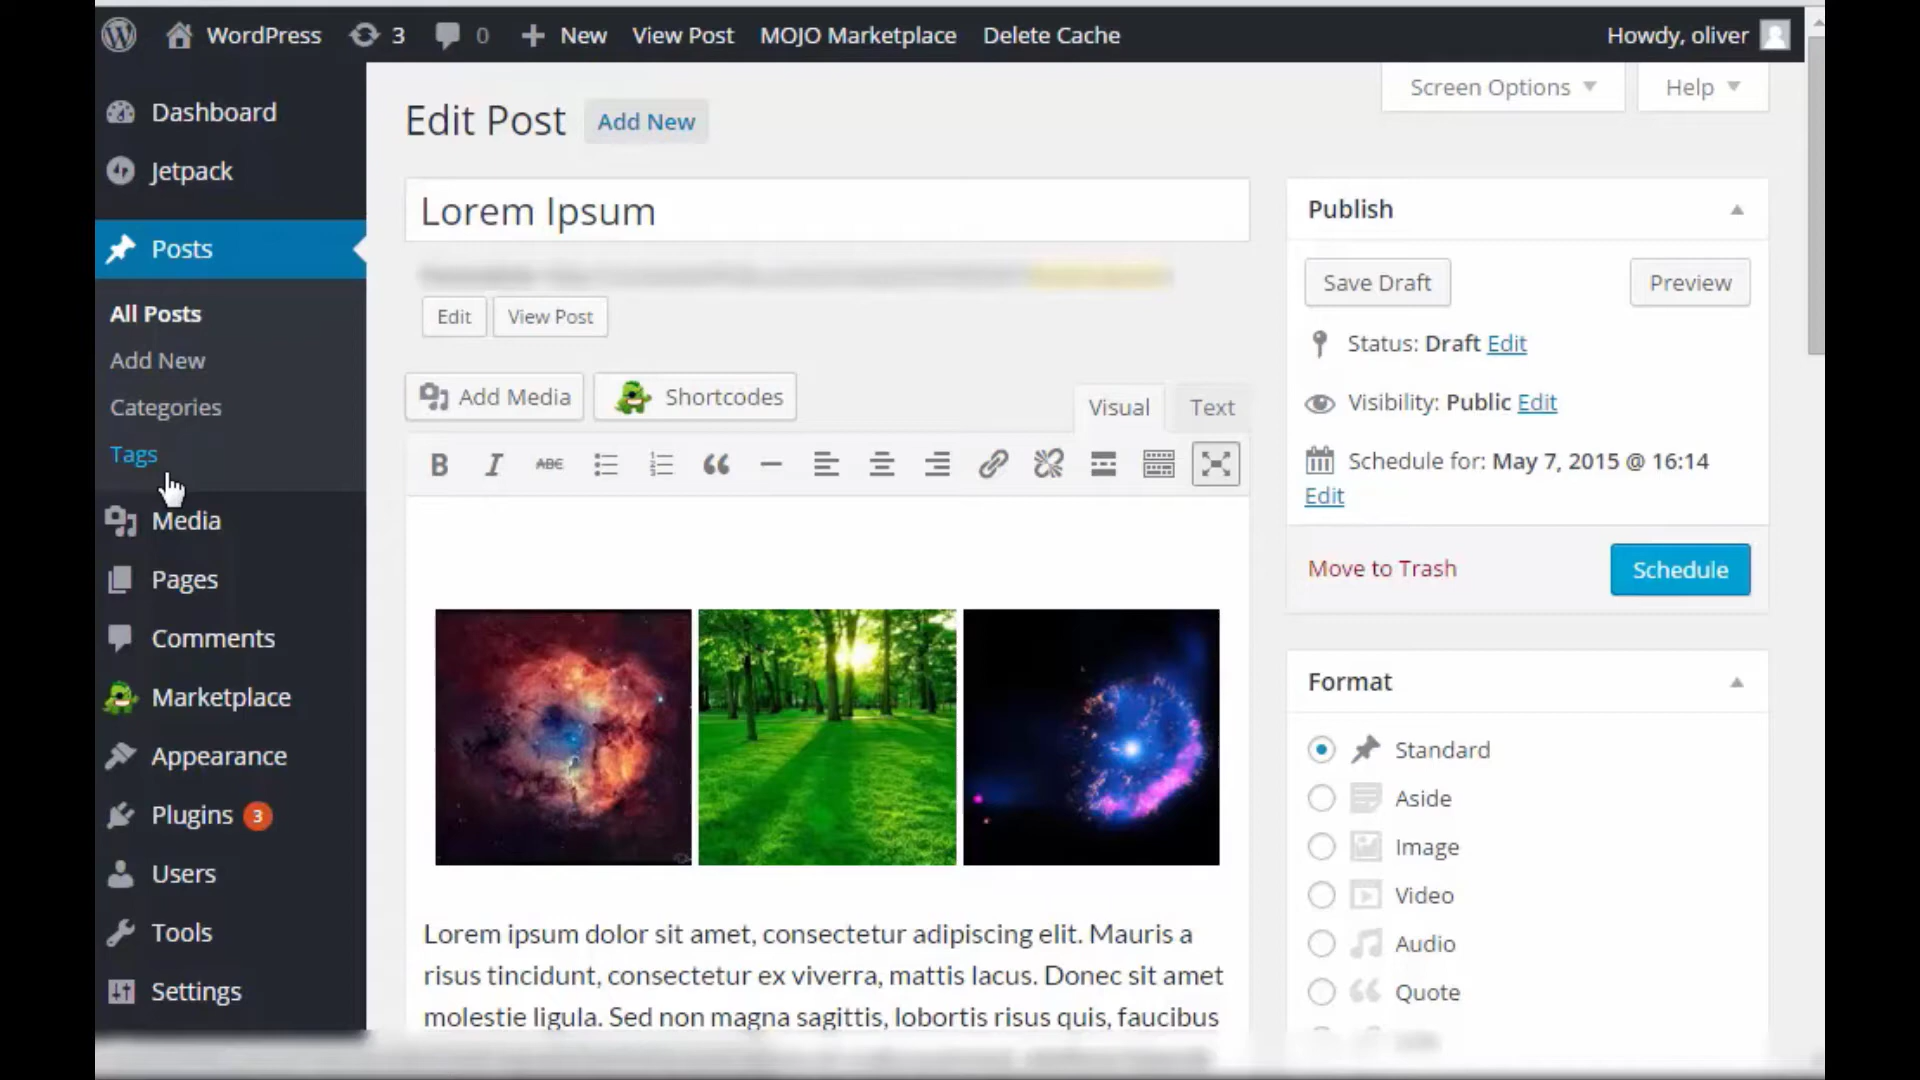 WordPress 3 0 New View Post MOJO Marketplace Delete Cache Howdy, oliver
Screen Options Help
Dashboard
Jetpack
Posts
All Posts
Add New
Categories
Tags
Media
Pages
Comments
Marketplace
Appearance
Plugins 3
Users
Tools
Settings
Edit Post Add New
Lorem Ipsum
Edit View Post
Add Media Shortcodes
Visual Text
B I ABC
Lorem ipsum dolor sit amet, consectetur adipiscing elit. Mauris a
risus tincidunt, consectetur ex viverra, mattis lacus. Donec sit amet
molestie ligula. Sed non magna sagittis, lobortis risus quis, faucibus
Publish
Save Draft Preview
Status: Draft Edit
Visibility: Public Edit
Schedule for: May 7, 2015 @ 16:14
Edit
Move to Trash Schedule
Format
Standard
Aside
Image
Video
Audio
Quote